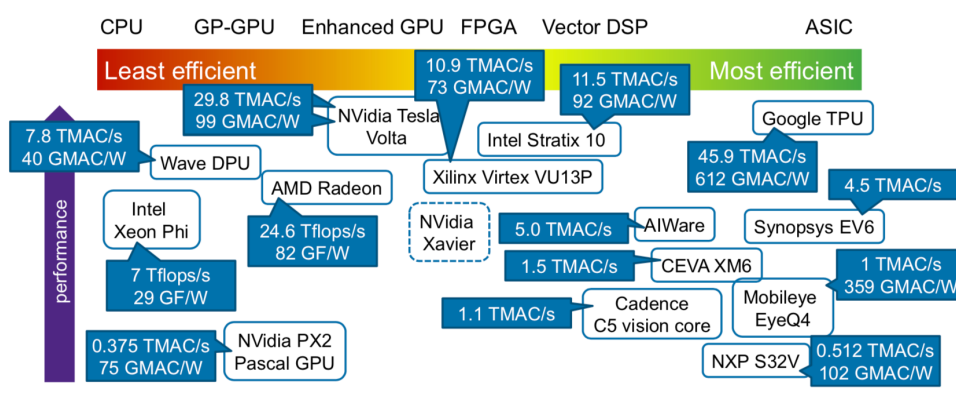 CPU GP-GPU Enhanced GPU FPGA Vector DSP ASIC
Least efficient
Most efficient
10.9 TMAC/s
73 GMAC/W
11.5 TMAC/s
92 GMAC/W
29.8 TMAC/s
99 GMAC/W
NVidia Tesla
Volta
Intel Stratix 10
Google TPU
7.8 TMAC/s
40 GMAC/W
Wave DPU
Xilinx Virtex VU13P
45.9 TMAC/s
612 GMAC/W
AMD Radeon
4.5 TMAC/s
Intel
Xeon Phi
24.6 Tflops/s
82 GF/W
NVidia
Xavier
5.0 TMAC/s
AIWare
Synopsys EV6
performance
7 Tflops/s
29 GF/W
1.5 TMAC/s
CEVA XM6
1 TMAC/s
359 GMAC/W
1.1 TMAC/s
Cadence
C5 vision core
Mobileye
EyeQ4
0.375 TMAC/s
75 GMAC/W
NVidia PX2
Pascal GPU
NXP S32V
0.512 TMAC/s
102 GMAC/W